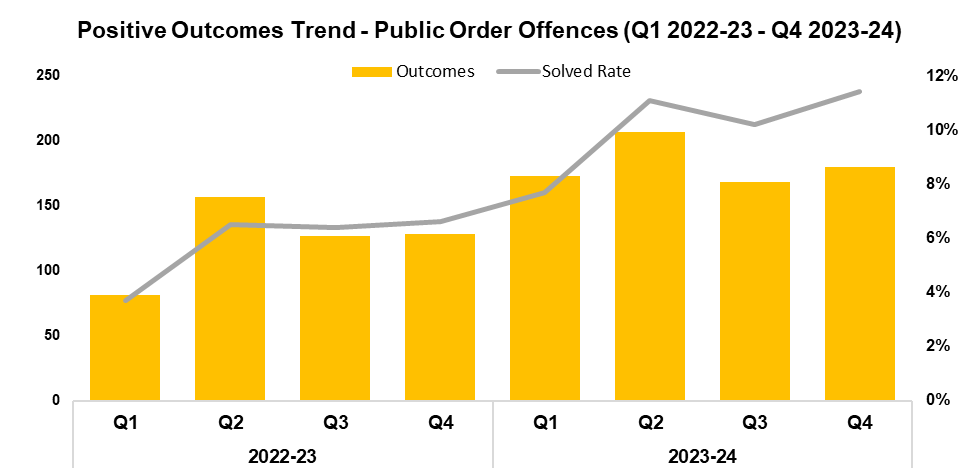 Positive Outcomes Trend - Public Order Offences (Q1 2022-23 - Q4 2023-24)
Outcomes Solved Rate
250 12%
200 10%
150 8%
100 6%
50 4%
0 2%
0%
Q1 Q2 Q3 Q4 Q1 Q2 Q3 Q4
2022-23 2023-24